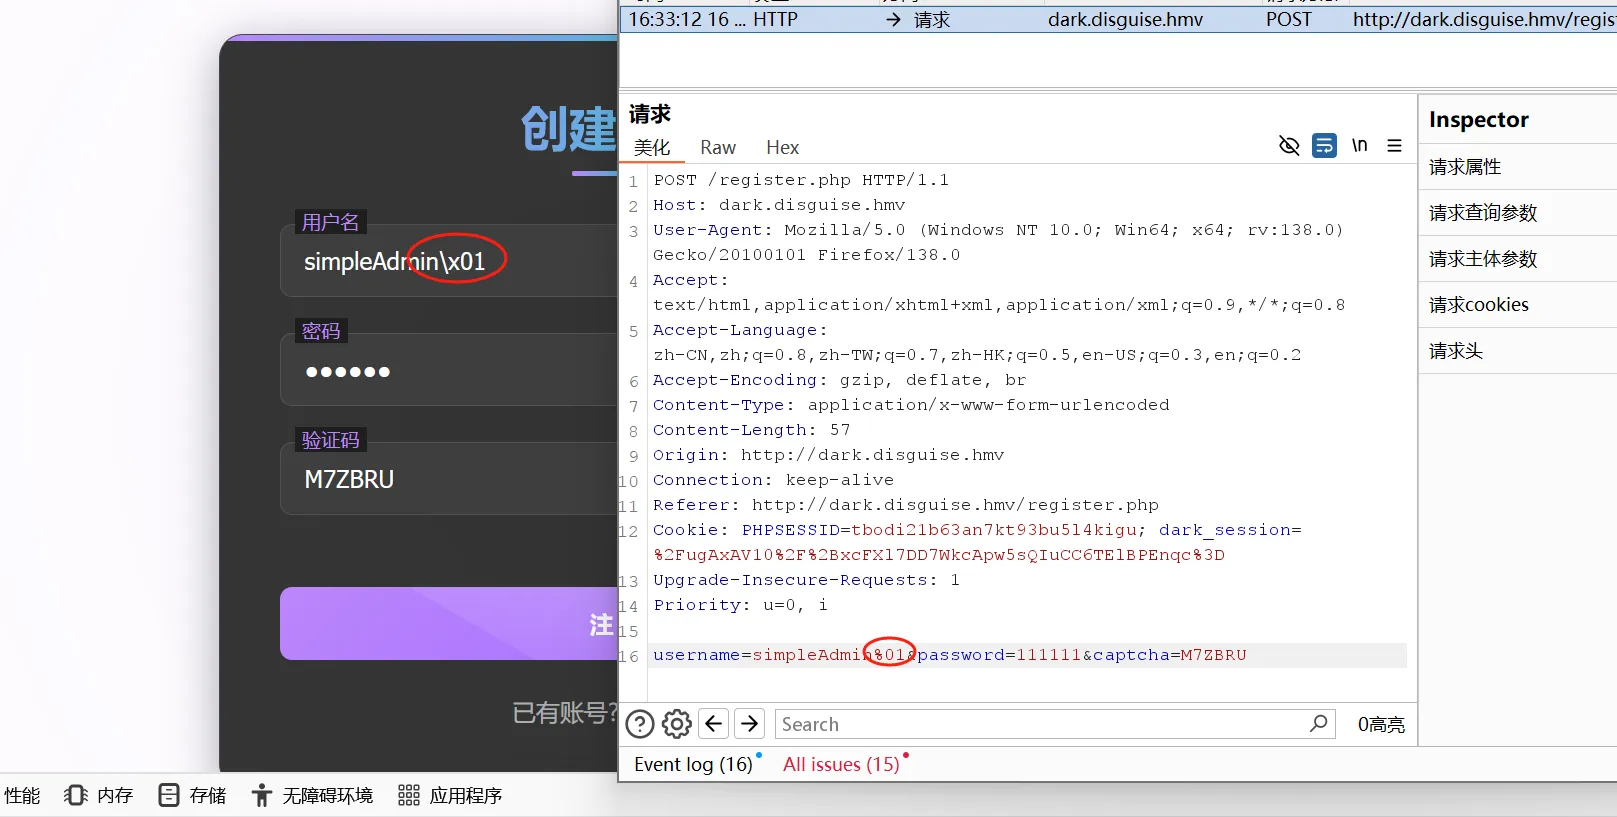 16:33:12 16 ... HTTP → 请求 dark.disguise.hmv POST http://dark.disguise.hmv/regis
创建
用户名
simpleAdmin\x01
密码
••••••
验证码
M7ZBRU
注
已有账号?
请求
美化 Raw Hex \n
1 POST /register.php HTTP/1.1
2 Host: dark.disguise.hmv
3 User-Agent: Mozilla/5.0 (Windows NT 10.0; Win64; x64; rv:138.0)
Gecko/20100101 Firefox/138.0
4 Accept:
text/html,application/xhtml+xml,application/xml;q=0.9,*/*;q=0.8
5 Accept-Language:
zh-CN,zh;q=0.8,zh-TW;q=0.7,zh-HK;q=0.5,en-US;q=0.3,en;q=0.2
6 Accept-Encoding: gzip, deflate, br
7 Content-Type: application/x-www-form-urlencoded
8 Content-Length: 57
9 Origin: http://dark.disguise.hmv
10 Connection: keep-alive
11 Referer: http://dark.disguise.hmv/register.php
12 Cookie: PHPSESSID=tbodi21b63an7kt93bu5l4kigu; dark_session=
%2FugAxAV10%2F%2BxcFXl7DD7WkcApw5sQIuCC6TElBPEnqc%3D
13 Upgrade-Insecure-Requests: 1
14 Priority: u=0, i
15
16 username=simpleAdmin%01&password=111111&captcha=M7ZBRU
Search 0高亮
Event log (16) All issues (15)
Inspector
请求属性
请求查询参数
请求主体参数
请求cookies
请求头
性能 内存 存储 无障碍环境 应用程序